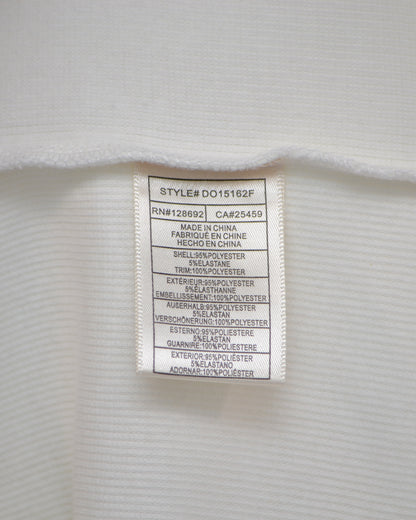 STYLE# DO15162F
RN#128692 CA#25459
MADE IN CHINA
FABRIQUÉ EN CHINE
HECHO EN CHINA
SHELL:95%POLYESTER
5%ELASTANE
TRIM:100%POLYESTER
EXTÉRIEUR:95%POLYESTER
5%ÉLASTHANNE
EMBELLISSEMENT:100%POLYESTER
AUßERHALB:95%POLYESTER
5%ELASTAN
VERSCHÖNERUNG:100%POLYESTER
ESTERNO:95%POLIESTERE
5%ELASTAN
GUARNIRE:100%POLIESTERE
EXTERIOR:95%POLIÉSTER
5%ELASTANO
ADORNAR:100%POLIÉSTER